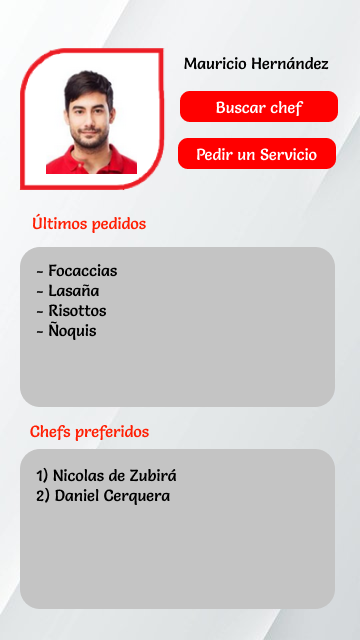 Mauricio Hernández
Buscar chef
Pedir un Servicio
Últimos pedidos
- Focaccias
- Lasaña
- Risottos
- Ñoquis
Chefs preferidos
1) Nicolas de Zubirá
2) Daniel Cerquera